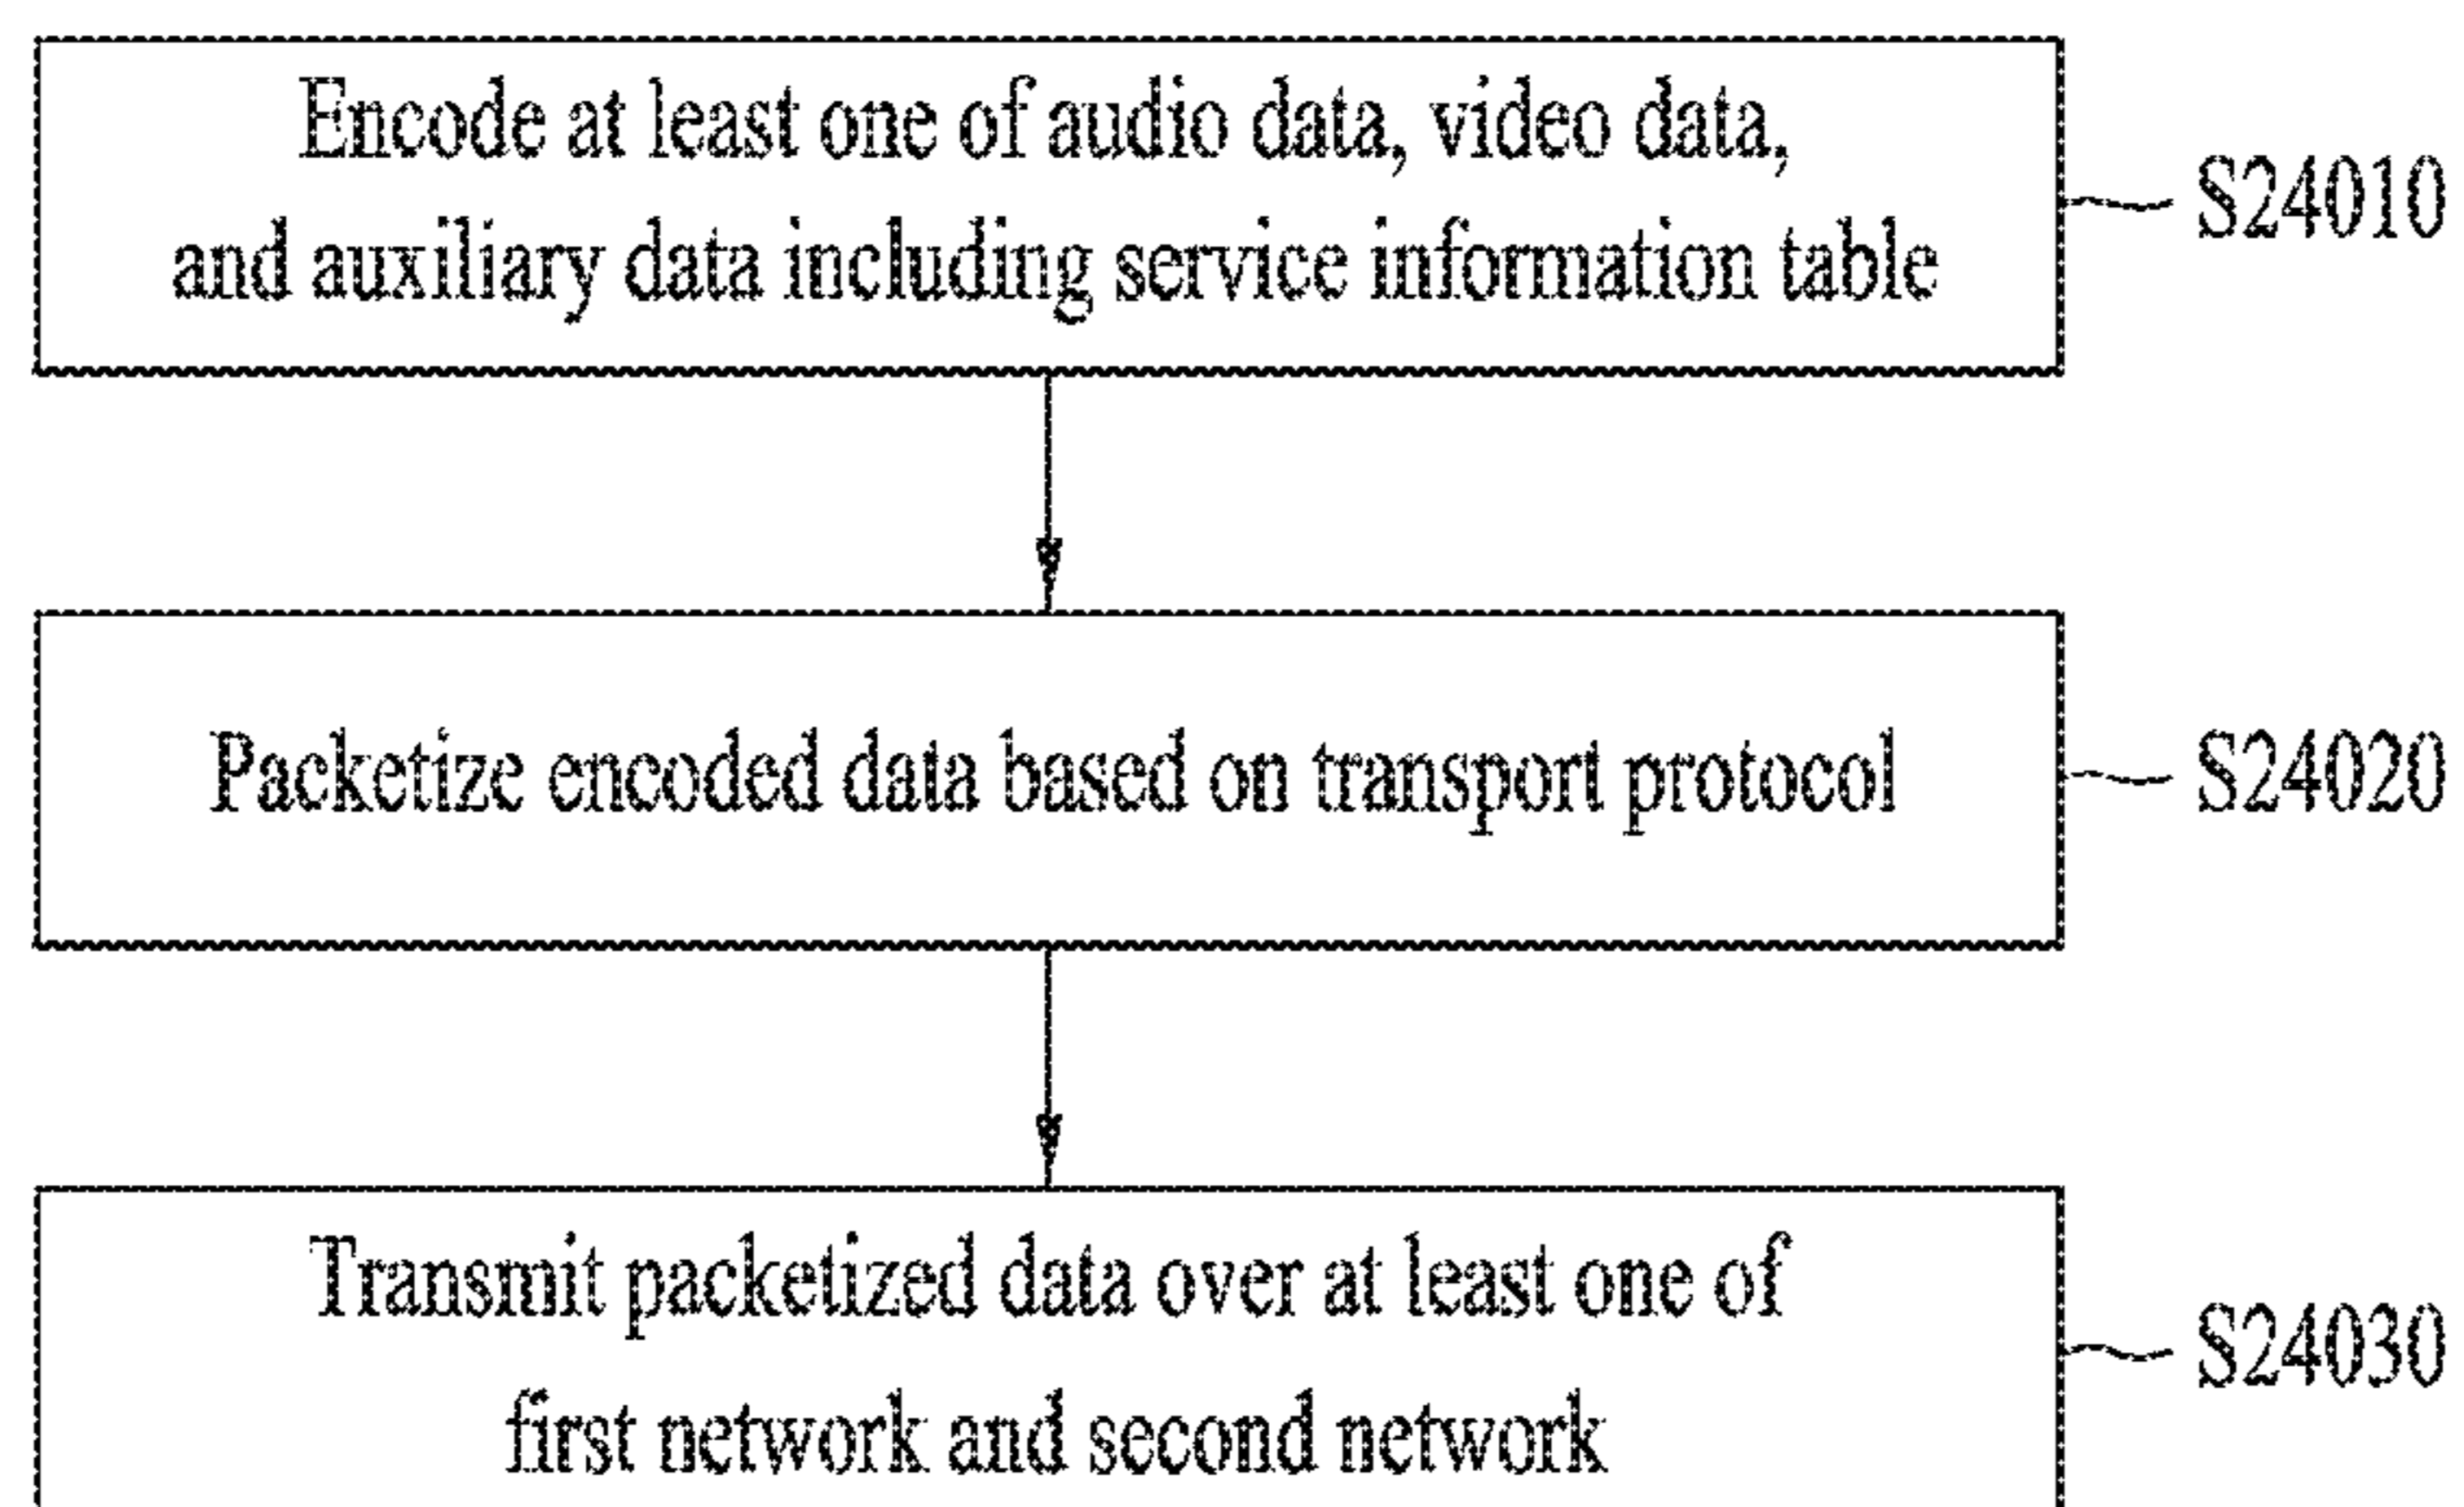 Encode at least one of audio data, video data,
and auxiliary data including service information table
S24010
Packetize encoded data based on transport protocol
S24020
Transmit packetized data over at least one of
first network and second network
S24030